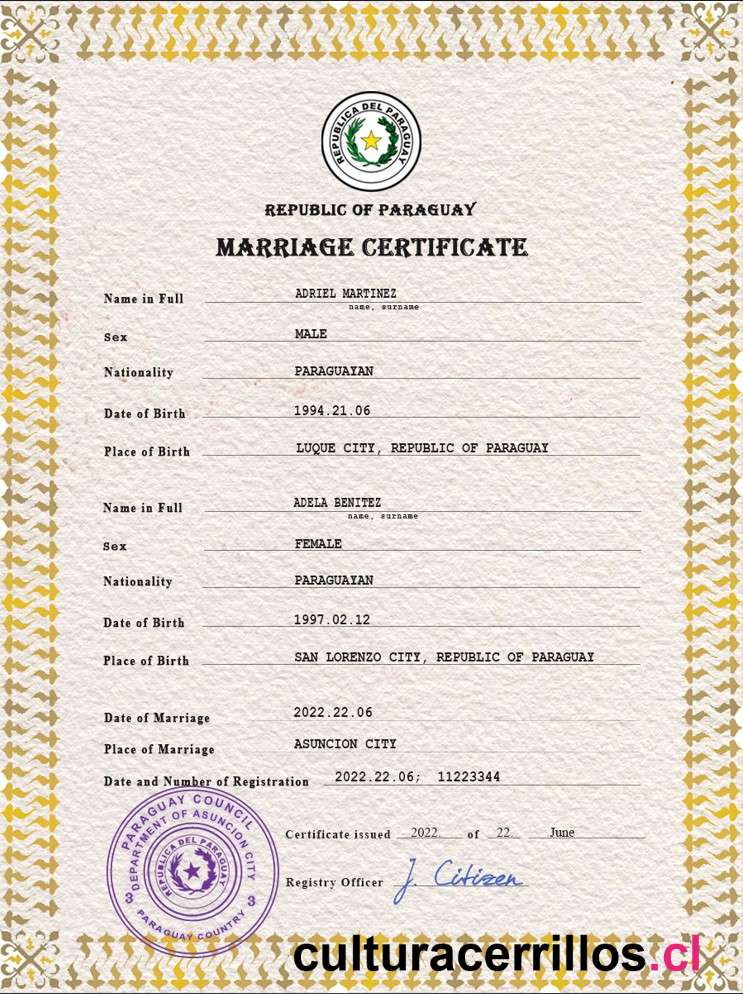 REPUBLICA DEL PARAGUAY
REPUBLIC OF PARAGUAY
MARRIAGE CERTIFICATE
Name in Full ADRIEL MARTINEZ
name, surname
Sex MALE
Nationality PARAGUAYAN
Date of Birth 1994.21.06
Place of Birth LUQUE CITY, REPUBLIC OF PARAGUAY
Name in Full ADELA BENITEZ
name, surname
Sex FEMALE
Nationality PARAGUAYAN
Date of Birth 1997.02.12
Place of Birth SAN LORENZO CITY, REPUBLIC OF PARAGUAY
Date of Marriage 2022.22.06
Place of Marriage ASUNCION CITY
Date and Number of Registration 2022.22.06; 11223344
PARAGUAY COUNCIL
DEPARTMENT OF ASUNCION CITY
REPUBLICA DEL PARAGUAY
3 3
PARAGUAY COUNTRY
Certificate issued 2022. of 22 June
Registry Officer J. Citizen
culturacerrillos.cl